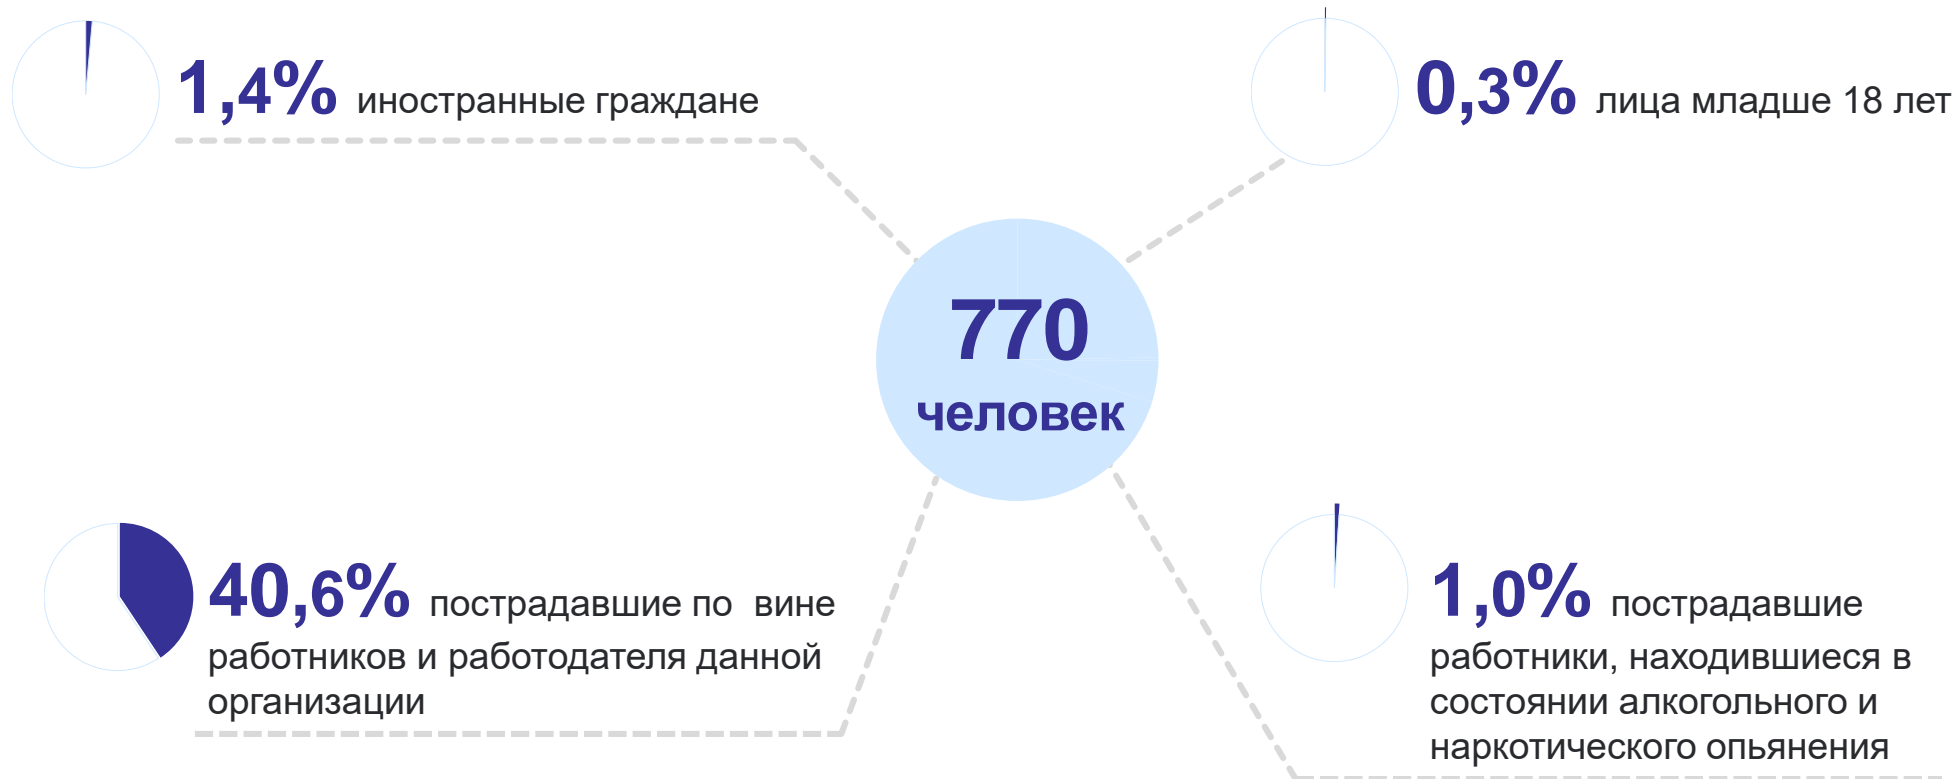 1,4% иностранные граждане
0,3% лица младше 18 лет
770
человек
40,6% пострадавшие по вине
работников и работодателя данной
организации
1,0% пострадавшие
работники, находившиеся в
состоянии алкогольного и
наркотического опьянения